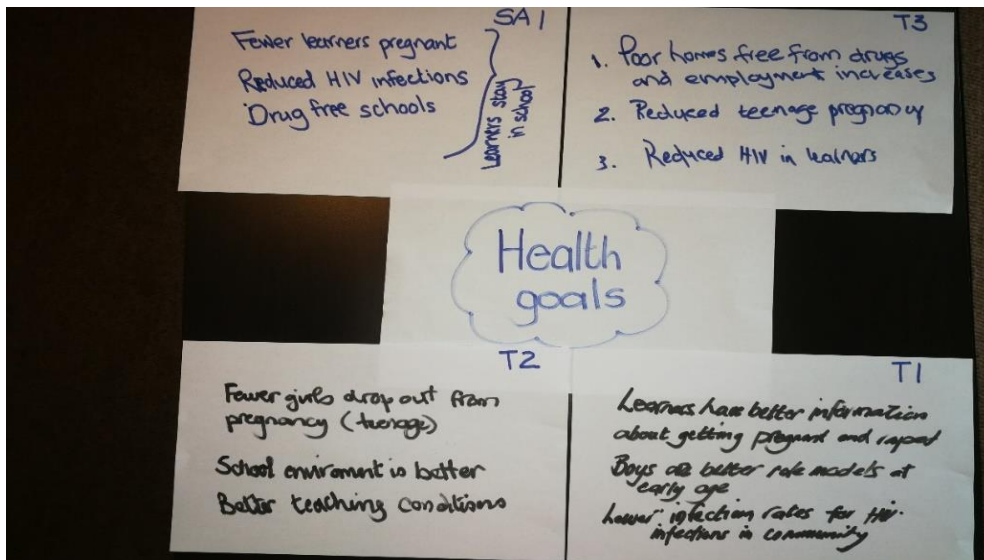 SA1
Fewer learners pregnant
Reduced HIV infections
Drug free schools
Learners stay
in school
T3
1. Poor homes free from drugs
and employment increases
2. Reduced teenage pregnancy
3. Reduced HIV in learners
Health
goals
T2
Fewer girls drop out from
pregnancy (teenage)
School enviroment is better
Better teaching conditions
T1
Learners have better information
about getting pregnant and raped
Boys are better role models at
early age
Lower infection rates for HIV
infections in community